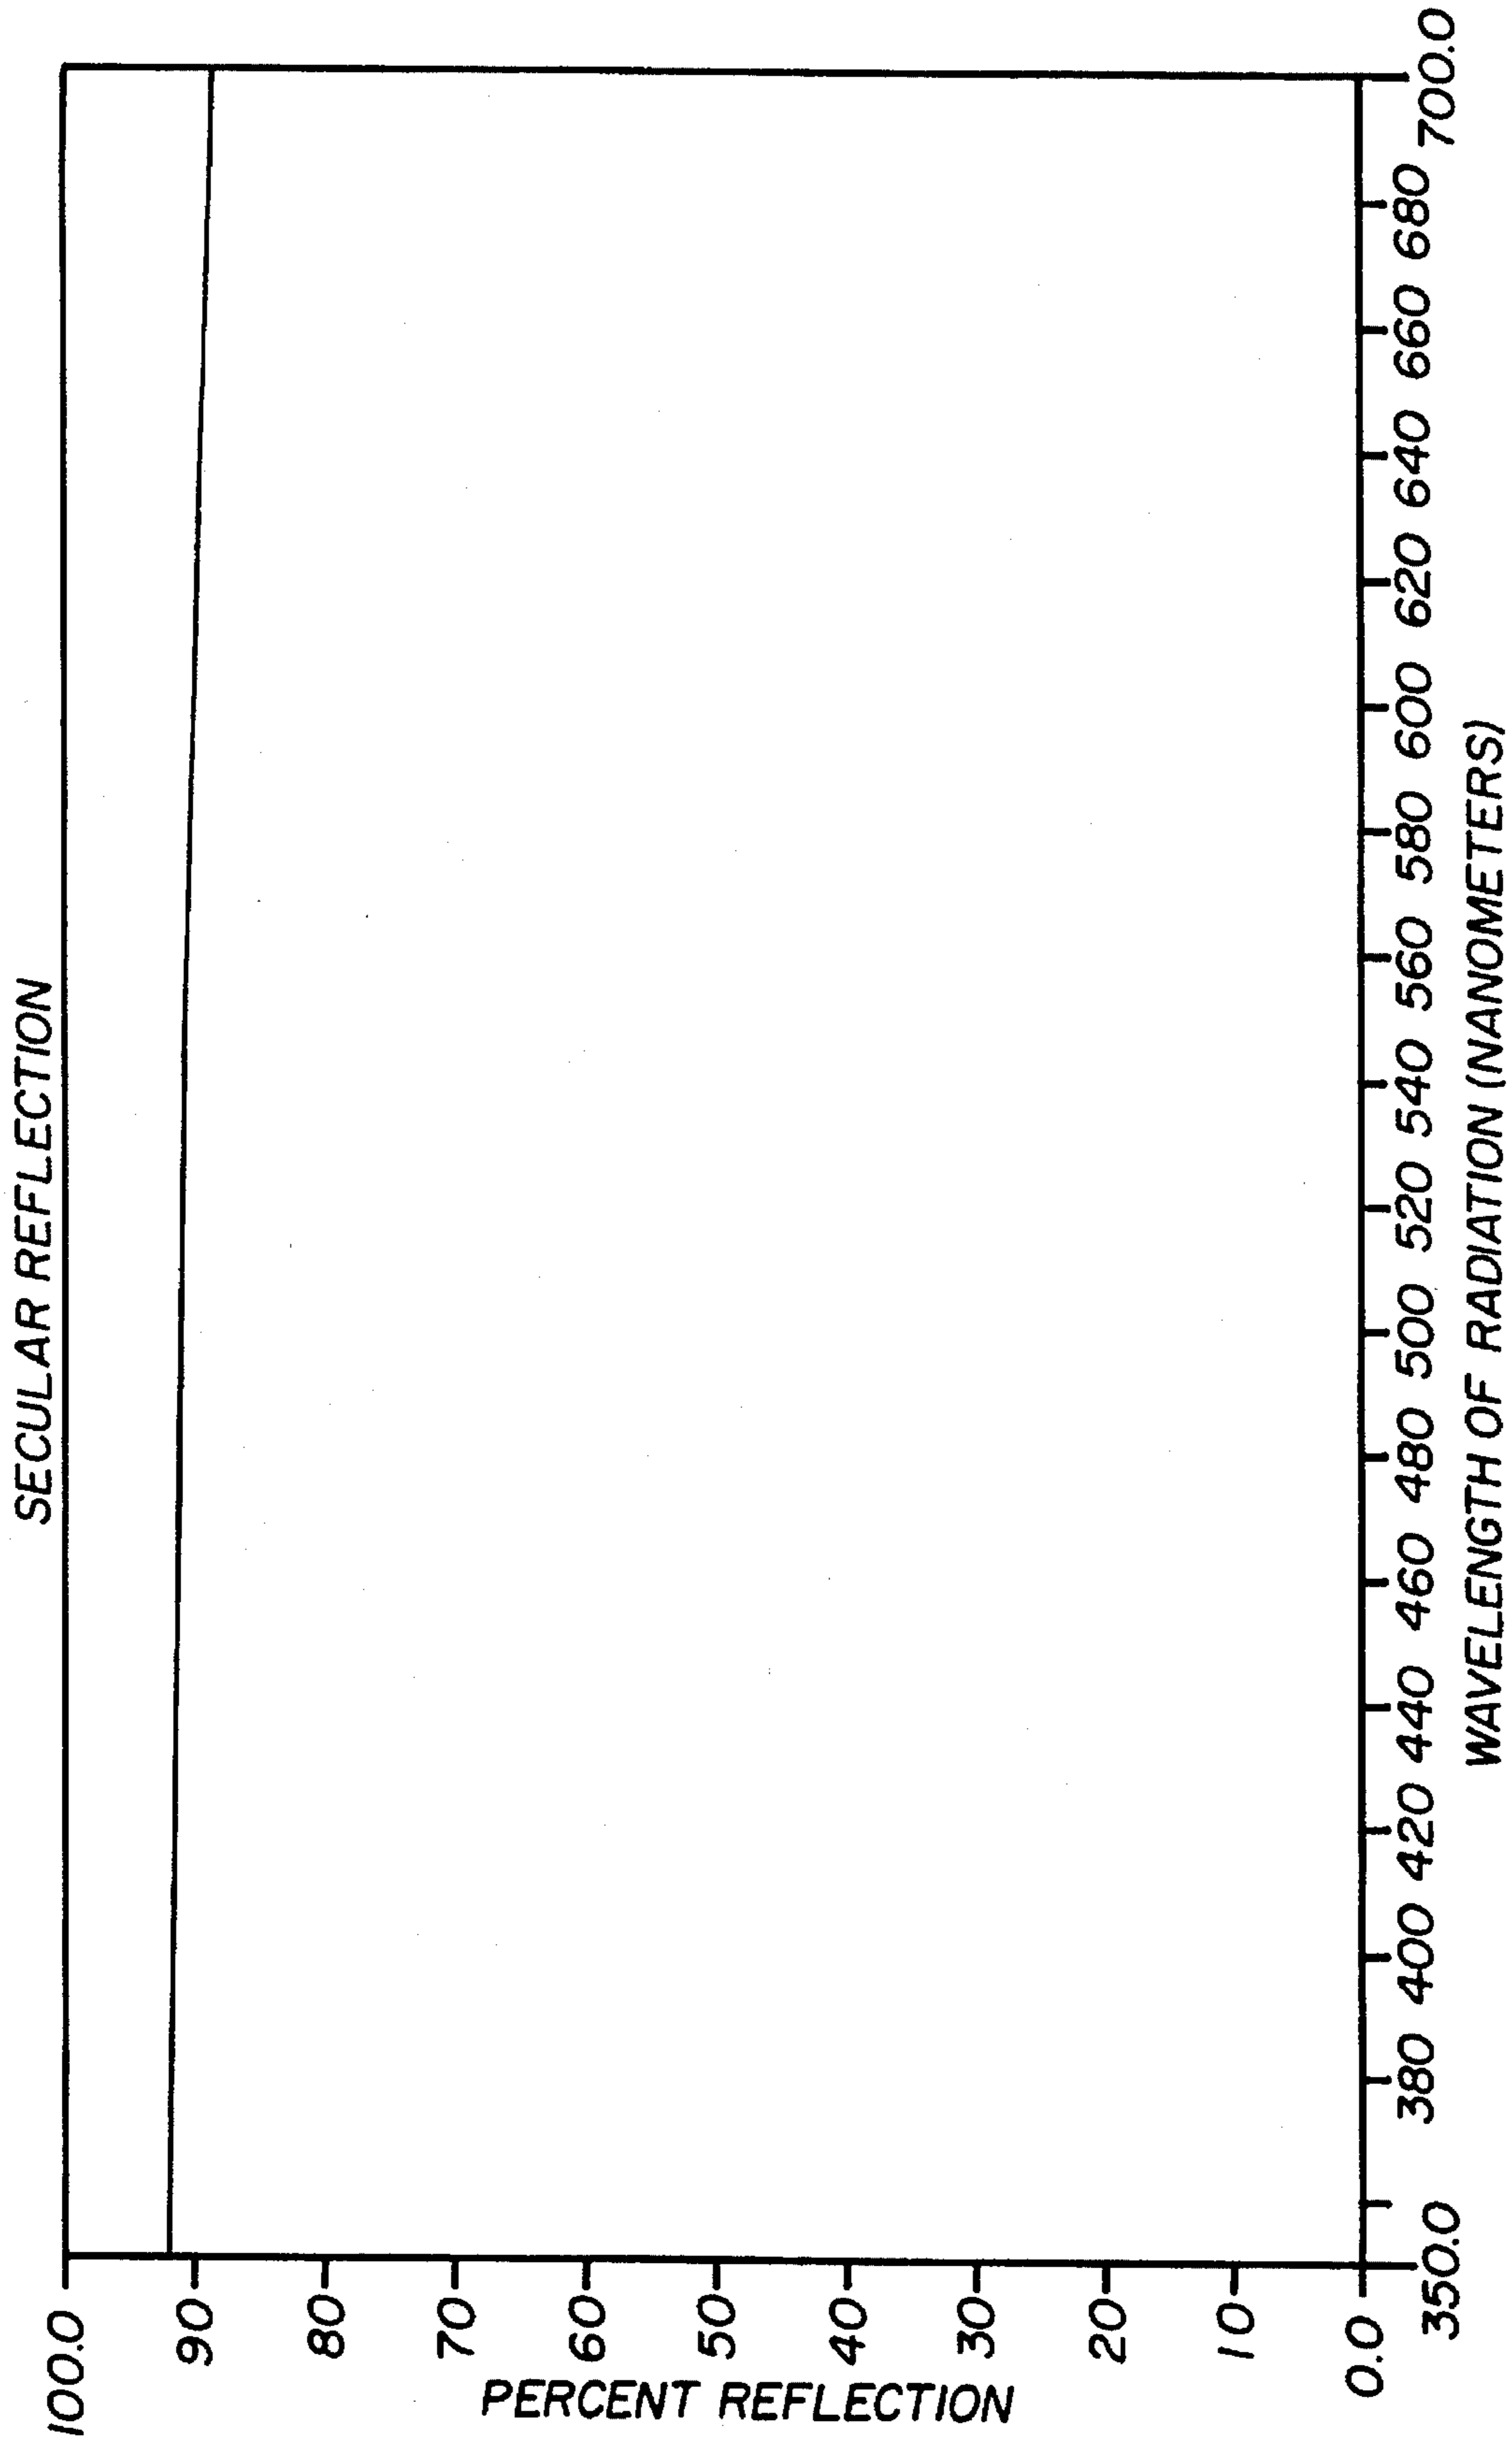 SECULAR REFLECTION
100.0
90
80
70
60
50
40
30
20
10
0.0
PERCENT REFLECTION
350.0 380 400 420 440 460 480 500 520 540 560 580 600 620 640 660 680 700.0
WAVELENGTH OF RADIATION (NANOMETERS)